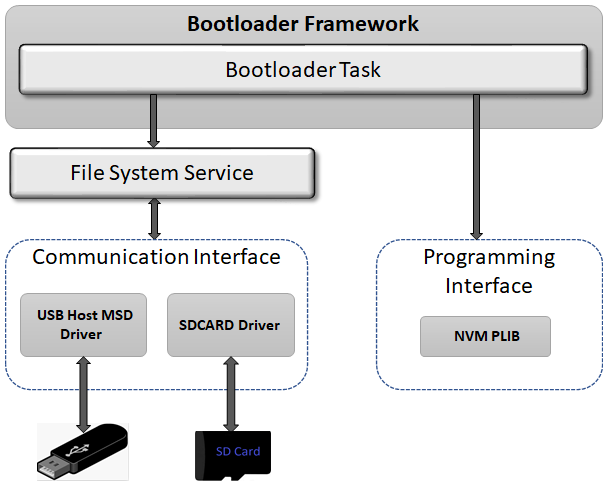 Bootloader Framework
Bootloader Task
File System Service
Communication Interface
USB Host MSD
Driver
SDCARD Driver
Programming
Interface
NVM PLIB
SD Card